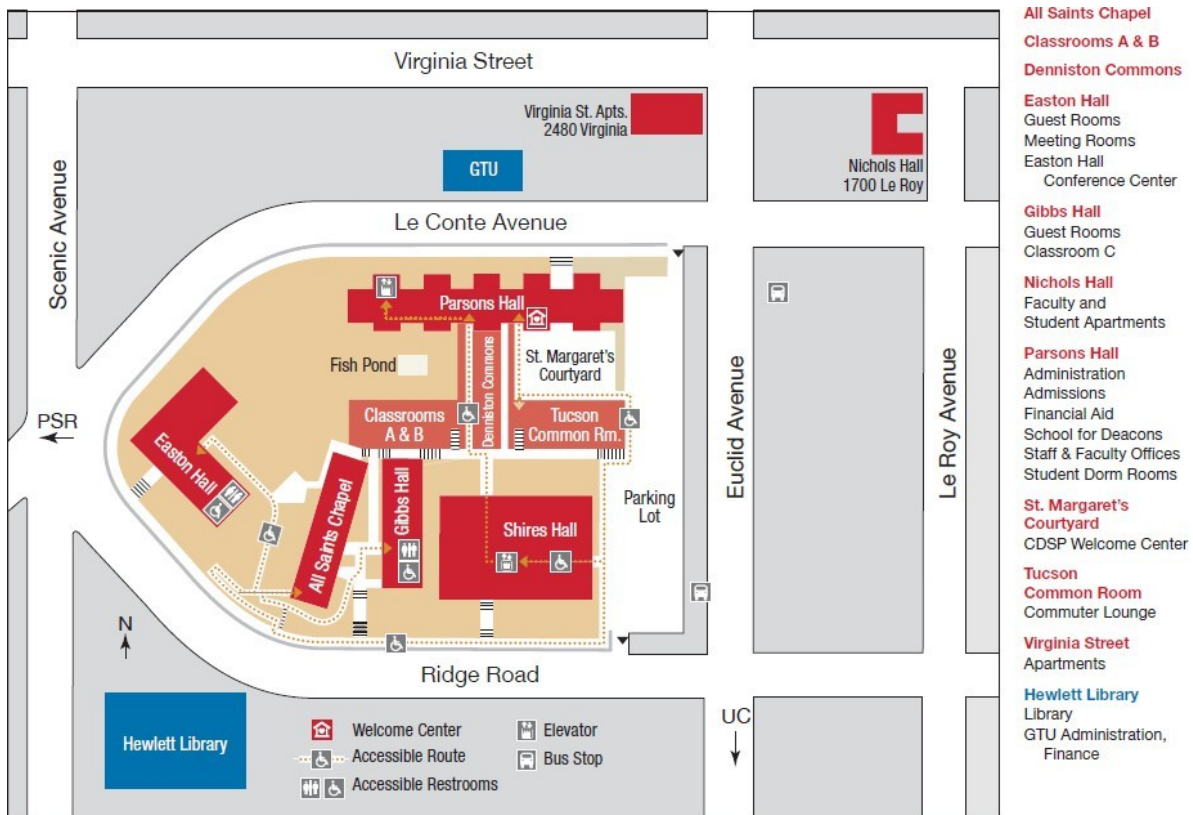 Virginia Street
Virginia St. Apts.
2480 Virginia
GTU
Nichols Hall
1700 Le Roy
Scenic Avenue
Le Conte Avenue
Parsons Hall
Fish Pond
Denniston Commons
St. Margaret's
Courtyard
Classrooms
A & B
Tucson
Common Rm.
PSR
Easton Hall
All Saints Chapel
Gibbs Hall
Shires Hall
Parking
Lot
Euclid Avenue
Le Roy Avenue
N
Ridge Road
UC
Hewlett Library
Welcome Center
Accessible Route
Accessible Restrooms
Elevator
Bus Stop
All Saints Chapel
Classrooms A & B
Denniston Commons
Easton Hall
Guest Rooms
Meeting Rooms
Easton Hall
Conference Center
Gibbs Hall
Guest Rooms
Classroom C
Nichols Hall
Faculty and
Student Apartments
Parsons Hall
Administration
Admissions
Financial Aid
School for Deacons
Staff & Faculty Offices
Student Dorm Rooms
St. Margaret's
Courtyard
CDSP Welcome Center
Tucson
Common Room
Commuter Lounge
Virginia Street
Apartments
Hewlett Library
Library
GTU Administration,
Finance